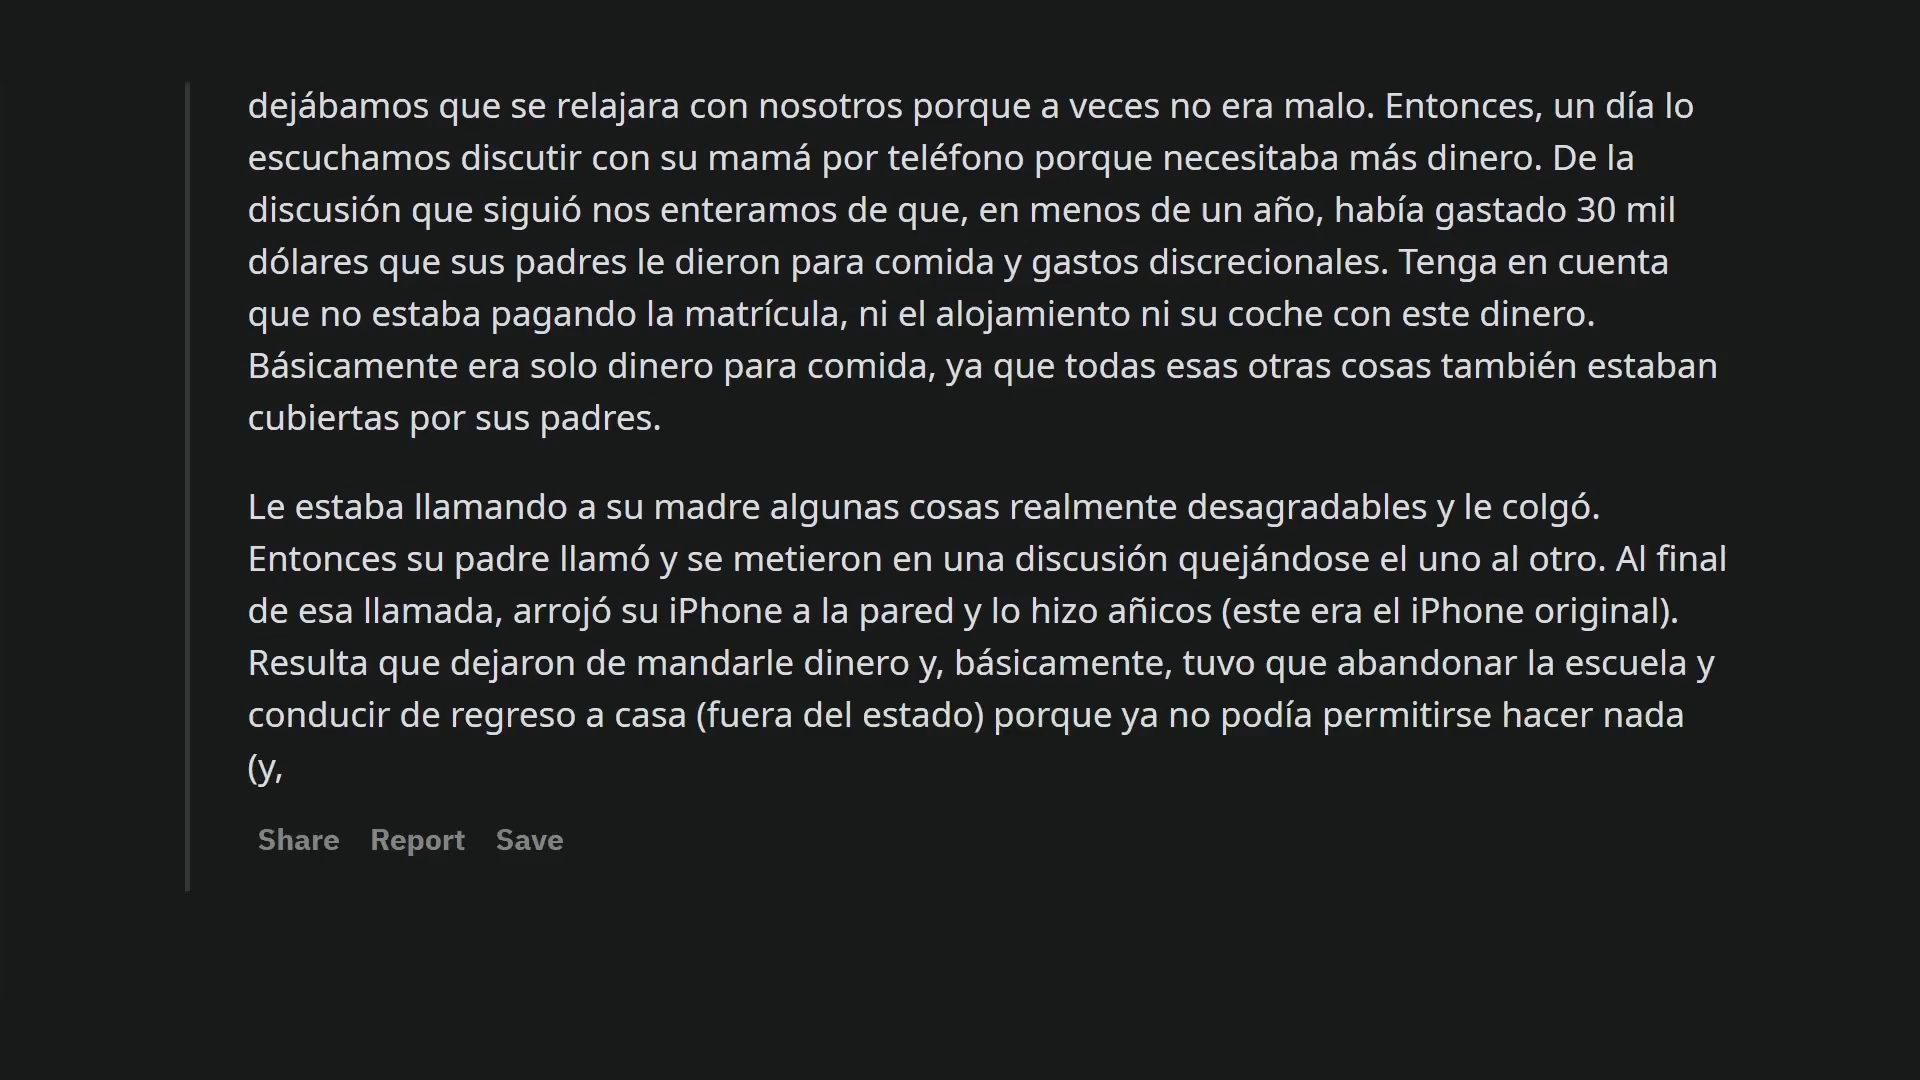 dejábamos que se relajara con nosotros porque a veces no era malo. Entonces, un día lo
escuchamos discutir con su mamá por teléfono porque necesitaba más dinero. De la
discusión que siguió nos enteramos de que, en menos de un año, había gastado 30 mil
dólares que sus padres le dieron para comida y gastos discrecionales. Tenga en cuenta
que no estaba pagando la matrícula, ni el alojamiento ni su coche con este dinero.
Básicamente era solo dinero para comida, ya que todas esas otras cosas también estaban
cubiertas por sus padres.
Le estaba llamando a su madre algunas cosas realmente desagradables y le colgó.
Entonces su padre llamó y se metieron en una discusión quejándose el uno al otro. Al final
de esa llamada, arrojó su iPhone a la pared y lo hizo añicos (este era el iPhone original).
Resulta que dejaron de mandarle dinero y, básicamente, tuvo que abandonar la escuela y
conducir de regreso a casa (fuera del estado) porque ya no podía permitirse hacer nada
(y,
Share Report Save